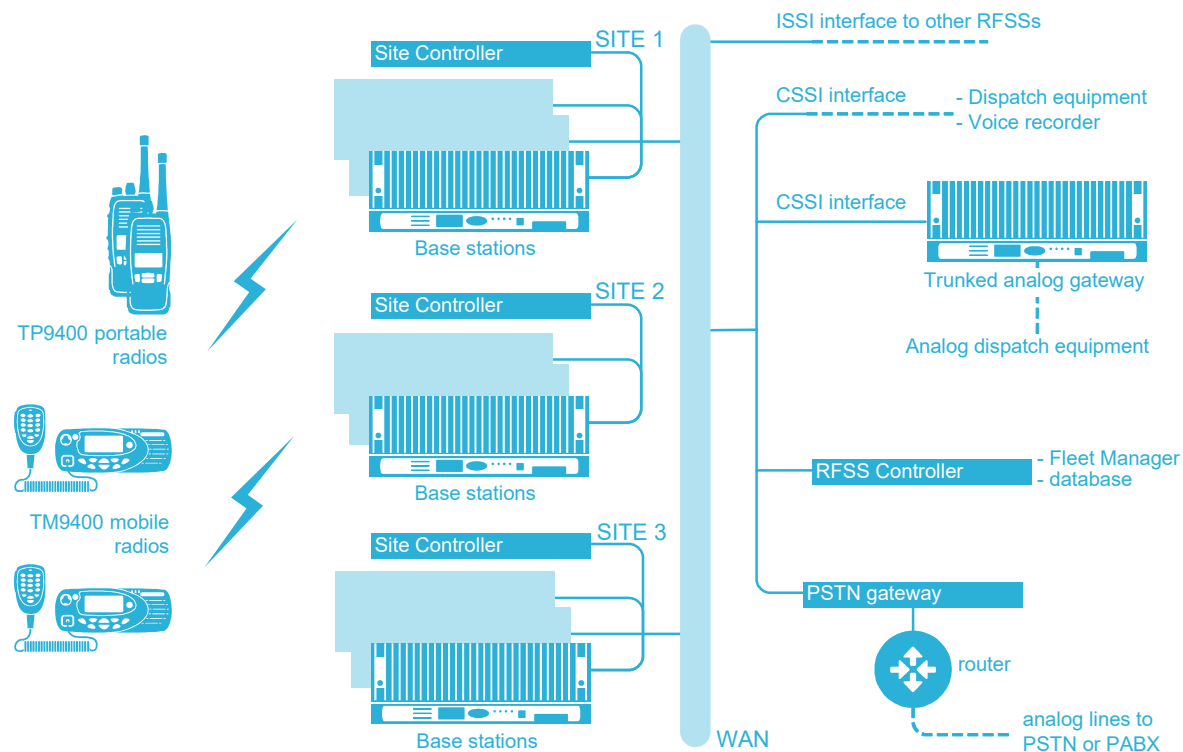 ISSI interface to other RFSSs
SITE 1
Site Controller
CSSI interface
- Dispatch equipment
- Voice recorder
CSSI interface
Base stations
Trunked analog gateway
SITE 2
Site Controller
TP9400 portable
radios
Analog dispatch equipment
RFSS Controller
- Fleet Manager
- database
Base stations
TM9400 mobile
radios
SITE 3
Site Controller
PSTN gateway
router
analog lines to
PSTN or PABX
Base stations
WAN